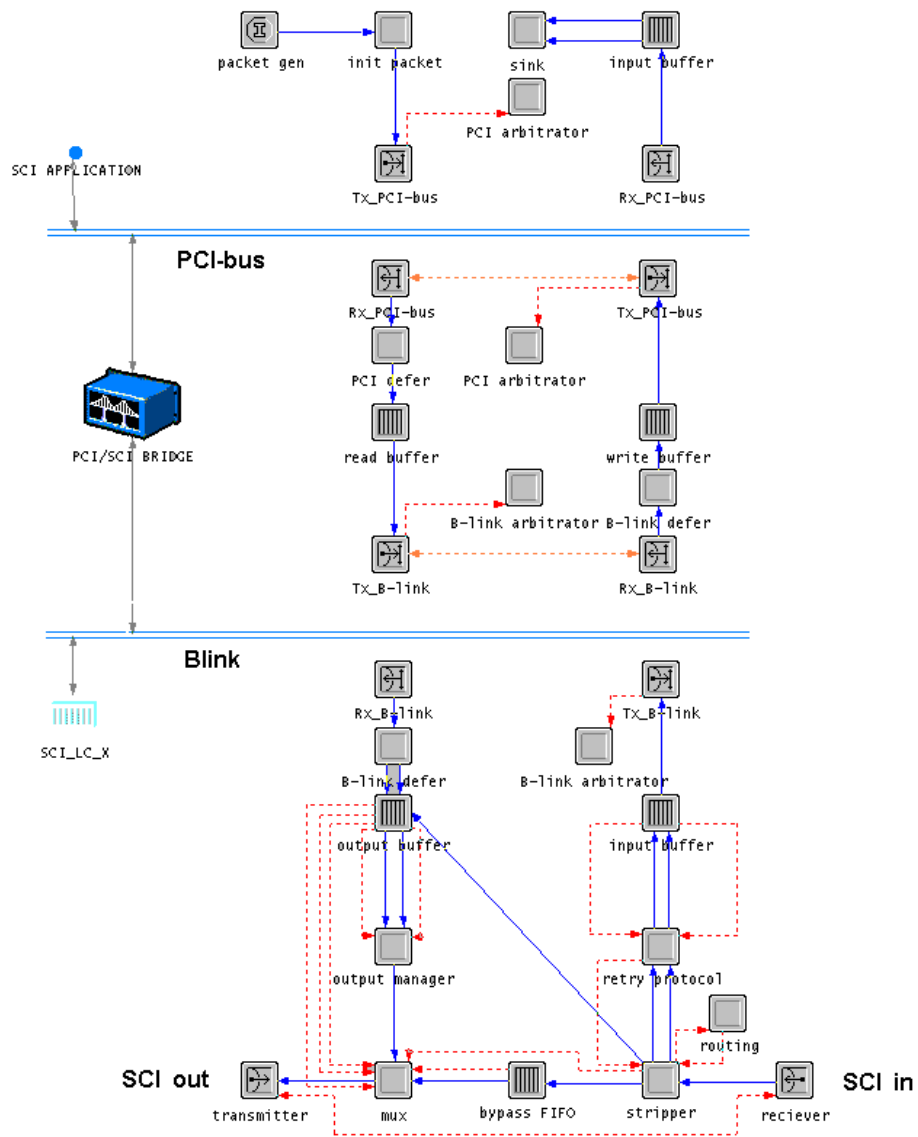 packet gen
init packet
sink
input buffer
PCI arbitrator
SCI APPLICATION
Tx_PCI-bus
Rx_PCI-bus
PCI-bus
Rx_PCI-bus
Tx_PCI-bus
PCI defer
PCI arbitrator
PCI/SCI BRIDGE
read buffer
write buffer
B-link arbitrator
B-link defer
Tx_B-link
Rx_B-link
Blink
Rx_B-link
Tx_B-link
SCI_LC_X
B-link defer
B-link arbitrator
output buffer
input buffer
output manager
retry protocol
routing
SCI out
SCI in
transmitter
mux
bypass FIFO
stripper
reciever